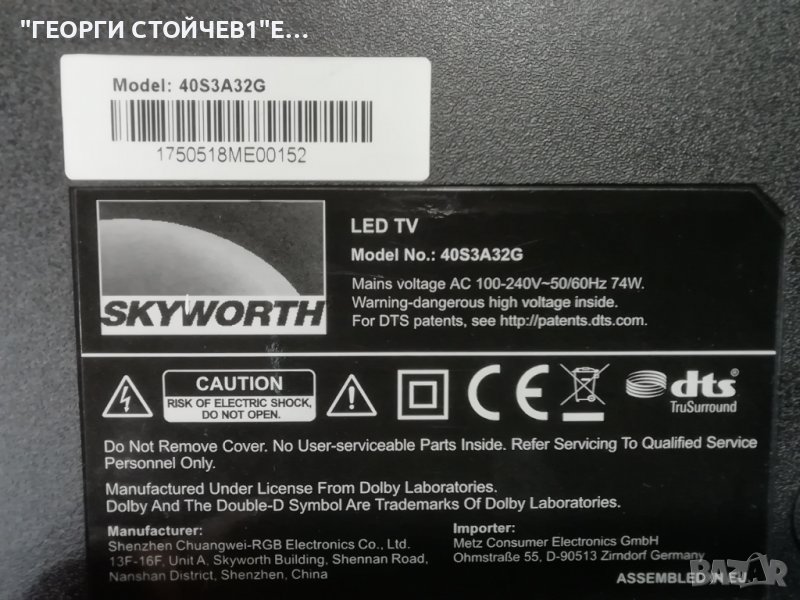 "ГЕОРГИ СТОЙЧЕВ1"Е...
Model: 40S3A32G
1750518ME00152
SKYWORTH
LED TV
Model No.: 40S3A32G
Mains voltage AC 100-240V~50/60Hz 74W.
Warning-dangerous high voltage inside.
For DTS patents, see http://patents.dts.com.
CAUTION
RISK OF ELECTRIC SHOCK,
DO NOT OPEN.
CE
dts®
TruSurround
Do Not Remove Cover. No User-serviceable Parts Inside. Refer Servicing To Qualified Service
Personnel Only.
Manufactured Under License From Dolby Laboratories.
Dolby And The Double-D Symbol Are Trademarks Of Dolby Laboratories.
Manufacturer:
Shenzhen Chuangwei-RGB Electronics Co., Ltd.
13F-16F, Unit A, Skyworth Building, Shennan Road,
Nanshan District, Shenzhen, China
Importer:
Metz Consumer Electronics GmbH
Ohmstraße 55, D-90513 Zirndorf Germany
ASSEMBLED IN EU
BAZAR